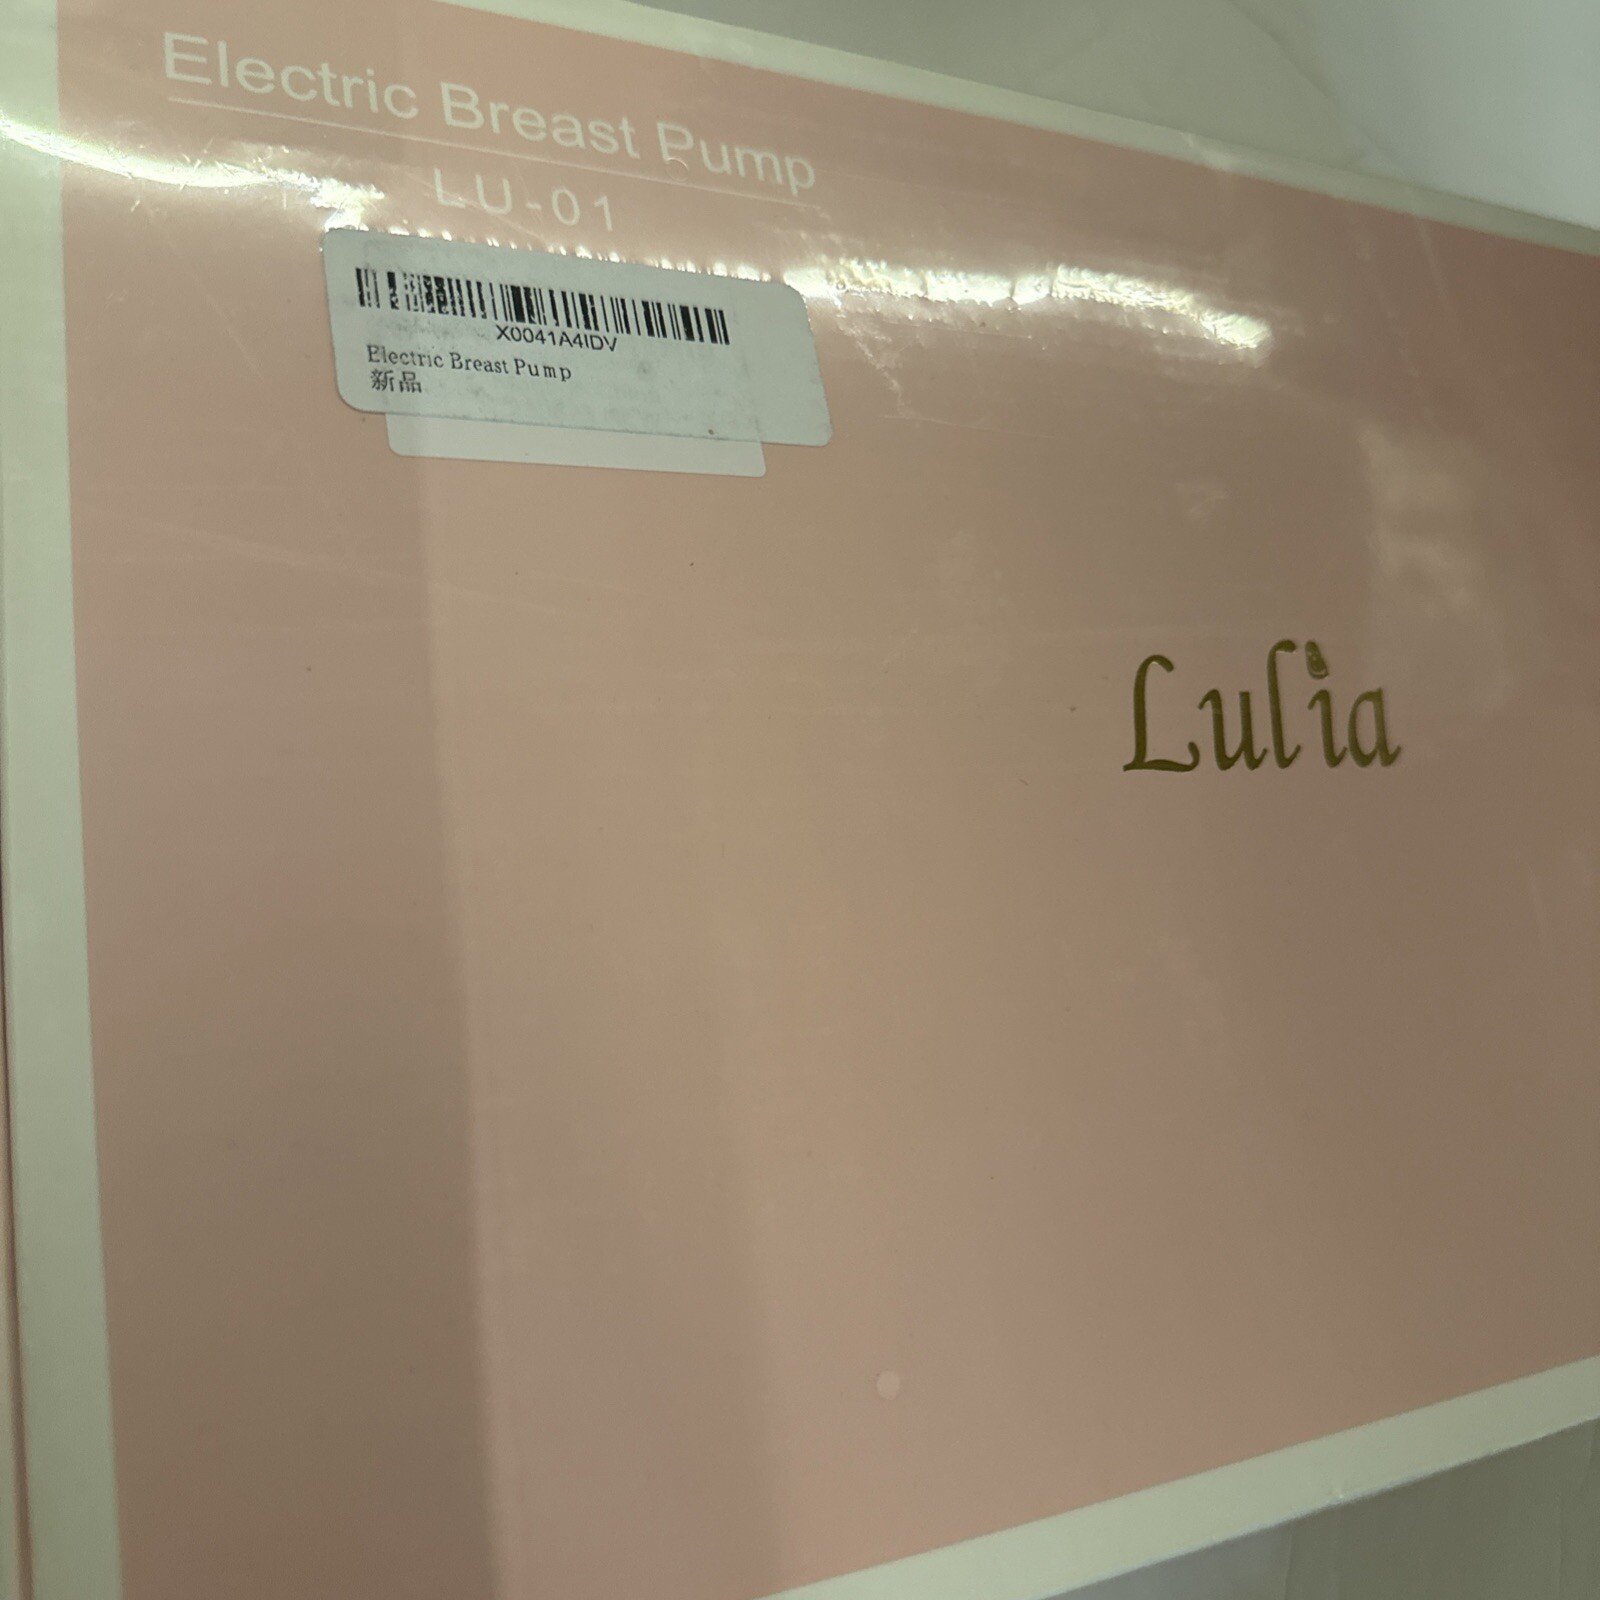 Electric Breast Pump
LU-01
X0041A4IDV
Electric Breast Pump
新品
Lulia